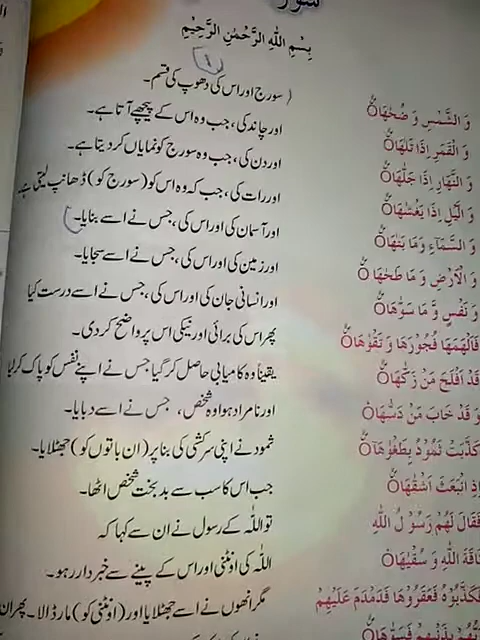 بِسْمِ اللهِ الرَّحْمٰنِ الرَّحِيْمِ
وَ الشَّمْسِ وَ ضُحٰهَا سورج اور اس کی دھوپ کی قسم۔
وَ الْقَمَرِ اِذَا تَلٰهَا اور چاند کی، جب وہ اس کے پیچھے آتا ہے۔
وَ النَّهَارِ اِذَا جَلّٰهَا اور دن کی، جب وہ سورج کو نمایاں کر دیتا ہے۔
وَ الَّيْلِ اِذَا يَغْشٰهَا اور رات کی، جب کہ وہ اس کو (سورج کو) ڈھانپ لیتی ہے
وَ السَّمَآءِ وَ مَا بَنٰهَا اور آسمان کی اور اس کی، جس نے اسے بنایا۔
وَ الْاَرْضِ وَ مَا طَحٰهَا اور زمین کی اور اس کی، جس نے اسے سجایا۔
وَ نَفْسٍ وَّ مَا سَوّٰهَا اور انسانی جان کی اور اس کی، جس نے اسے درست کیا
فَاَلْهَمَهَا فُجُوْرَهَا وَ تَقْوٰهَا پھر اس کی برائی اور نیکی اس پر واضح کر دی۔
قَدْ اَفْلَحَ مَنْ زَكّٰهَا یقینا وہ کامیابی حاصل کر گیا جس نے اپنے نفس کو پاک کر لیا
وَ قَدْ خَابَ مَنْ دَسّٰهَا اور نامراد ہوا وہ شخص، جس نے اسے دبایا۔
كَذَّبَتْ ثَمُوْدُ بِطَغْوٰهَا ثمود نے اپنی سرکشی کی بنا پر (ان باتوں کو) جھٹلایا۔
اِذِ انْۢبَعَثَ اَشْقٰهَا جب اس کا سب سے بد بخت شخص اٹھا۔
فَقَالَ لَهُمْ رَسُوْلُ اللهِ تو اللہ کے رسول نے ان سے کہا کہ
نَاقَةَ اللهِ وَ سُقْيٰهَا اللہ کی اونٹنی اور اس کے پینے سے خبردار رہو۔
فَكَذَّبُوْهُ فَعَقَرُوْهَا فَدَمْدَمَ عَلَيْهِمْ مگر انھوں نے اسے جھٹلایا اور (اونٹنی کو) مار ڈالا۔ پھر ان